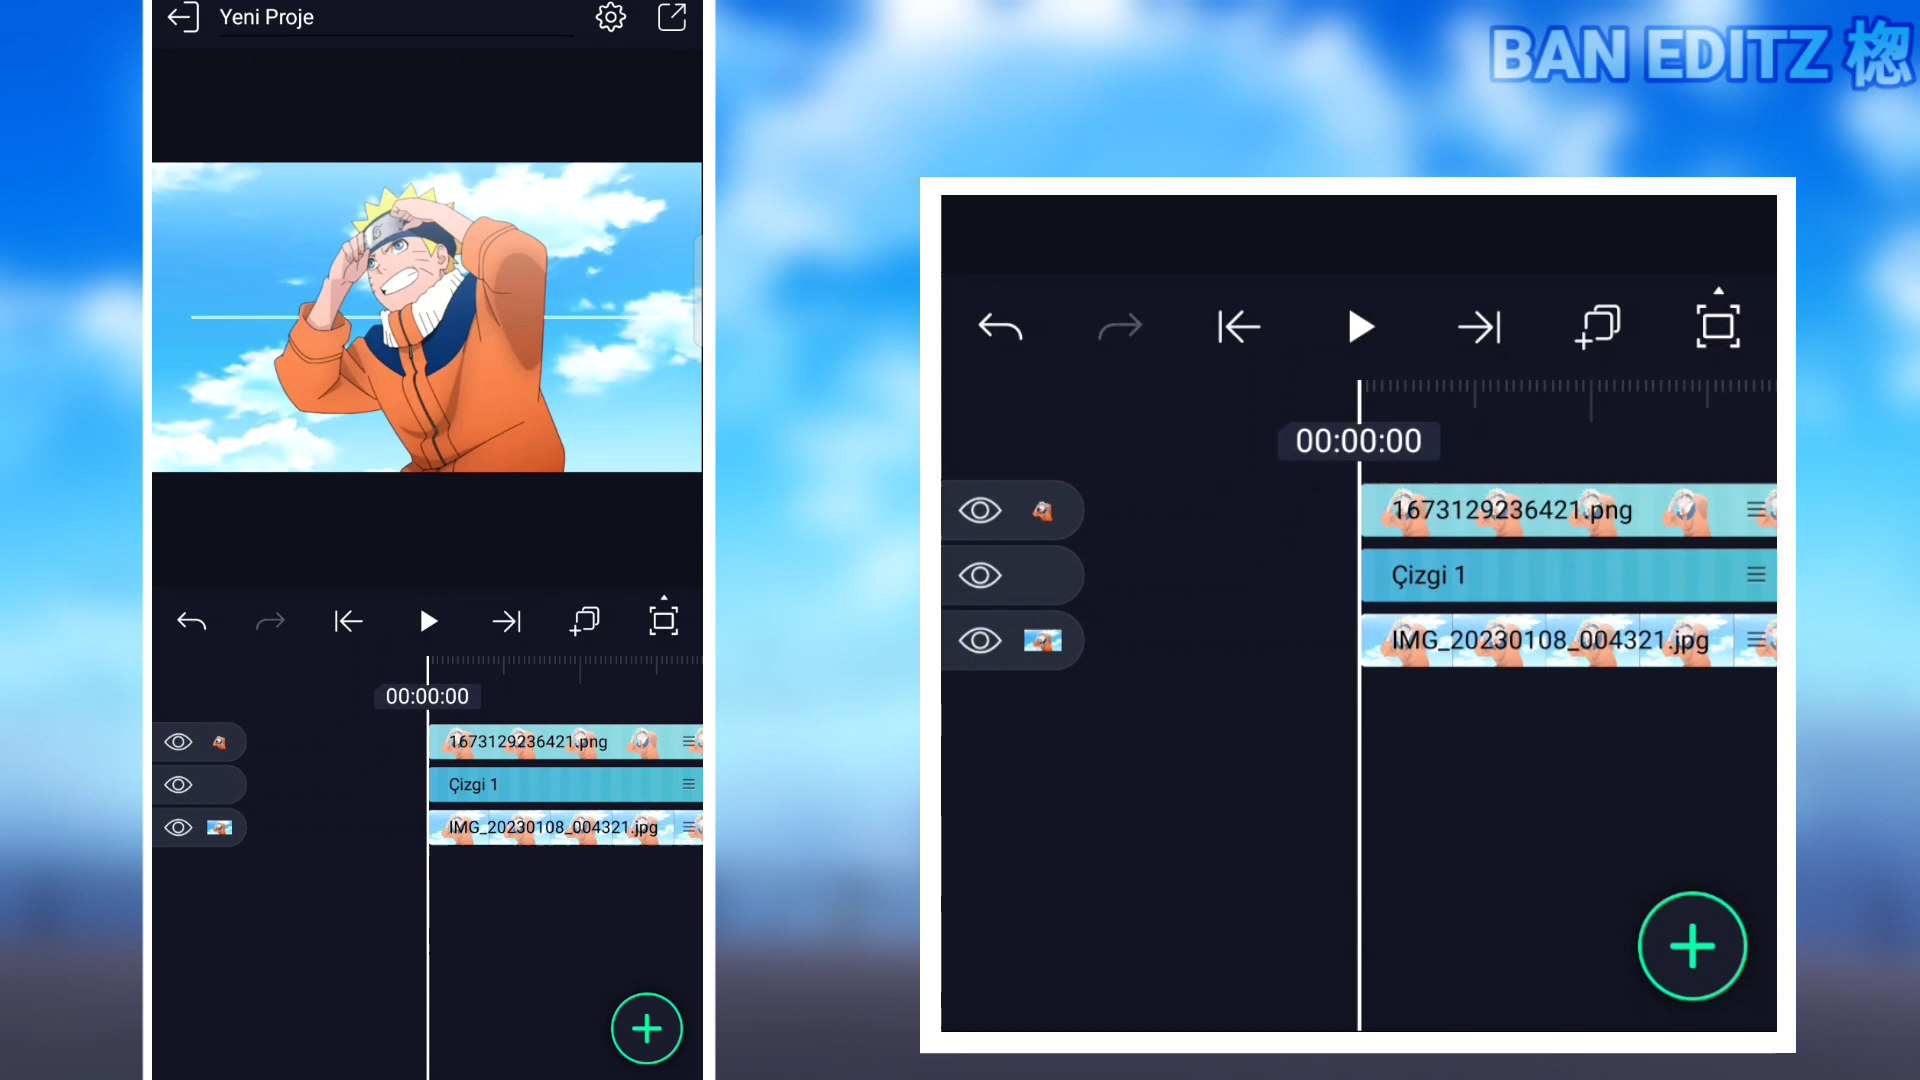 Yeni Proje
00:00:00
1673129236421.png
Çizgi 1
IMG_20230108_004321.jpg
BAN EDITZ 楤
00:00:00
1673129236421.png
Çizgi 1
IMG_20230108_004321.jpg